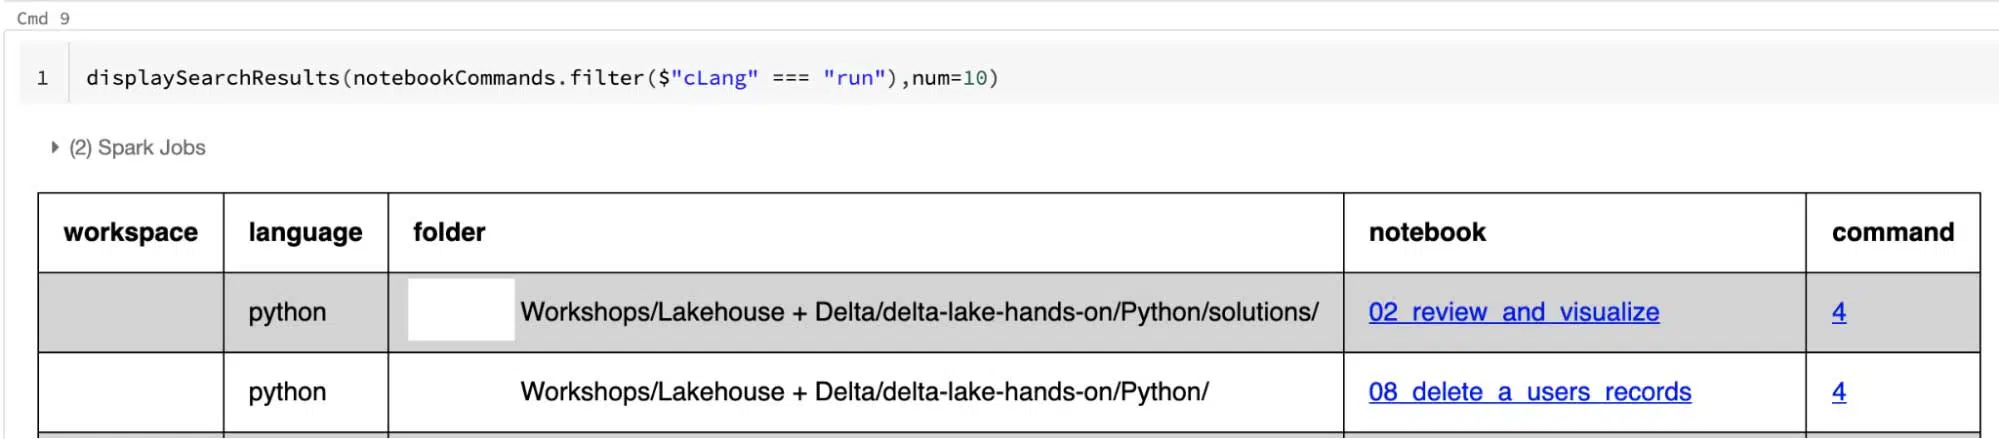 Cmd 9
1 displaySearchResults(notebookCommands.filter($"cLang" === "run"),num=10)
(2) Spark Jobs
workspace language folder notebook command
python Workshops/Lakehouse + Delta/delta-lake-hands-on/Python/solutions/ 02_review_and_visualize 4
python Workshops/Lakehouse + Delta/delta-lake-hands-on/Python/ 08_delete_a_users_records 4